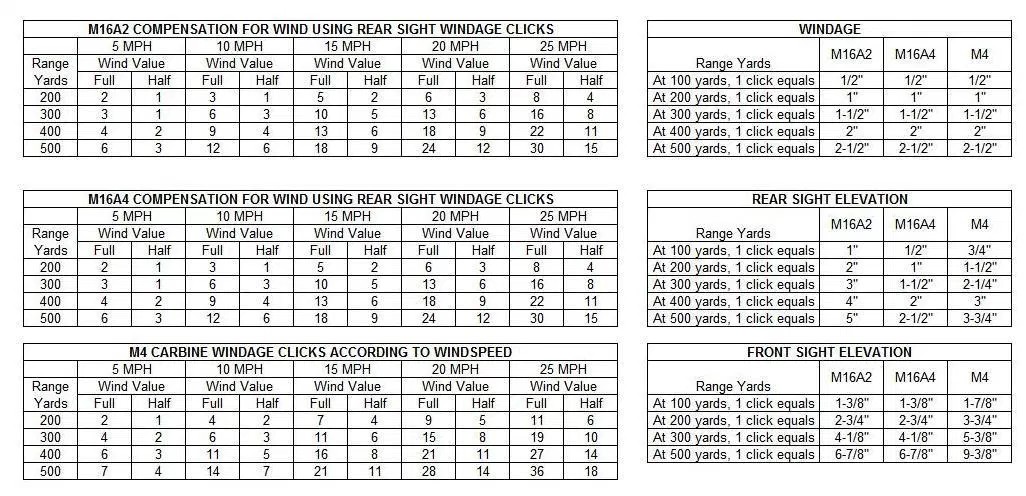 M16A2 COMPENSATION FOR WIND USING REAR SIGHT WINDAGE CLICKS
5 MPH 10 MPH 15 MPH 20 MPH 25 MPH
Range Wind Value Wind Value Wind Value Wind Value Wind Value
Yards Full Half Full Half Full Half Full Half Full Half
200 2 1 3 1 5 2 6 3 8 4
300 3 1 6 3 10 5 13 6 16 8
400 4 2 9 4 13 6 18 9 22 11
500 6 3 12 6 18 9 24 12 30 15
WINDAGE
Range Yards M16A2 M16A4 M4
At 100 yards, 1 click equals 1/2" 1/2" 1/2"
At 200 yards, 1 click equals 1" 1" 1"
At 300 yards, 1 click equals 1-1/2" 1-1/2" 1-1/2"
At 400 yards, 1 click equals 2" 2" 2"
At 500 yards, 1 click equals 2-1/2" 2-1/2" 2-1/2"
M16A4 COMPENSATION FOR WIND USING REAR SIGHT WINDAGE CLICKS
5 MPH 10 MPH 15 MPH 20 MPH 25 MPH
Range Wind Value Wind Value Wind Value Wind Value Wind Value
Yards Full Half Full Half Full Half Full Half Full Half
200 2 1 3 1 5 2 6 3 8 4
300 3 1 6 3 10 5 13 6 16 8
400 4 2 9 4 13 6 18 9 22 11
500 6 3 12 6 18 9 24 12 30 15
REAR SIGHT ELEVATION
Range Yards M16A2 M16A4 M4
At 100 yards, 1 click equals 1" 1/2" 3/4"
At 200 yards, 1 click equals 2" 1" 1-1/2"
At 300 yards, 1 click equals 3" 1-1/2" 2-1/4"
At 400 yards, 1 click equals 4" 2" 3"
At 500 yards, 1 click equals 5" 2-1/2" 3-3/4"
M4 CARBINE WINDAGE CLICKS ACCORDING TO WINDSPEED
5 MPH 10 MPH 15 MPH 20 MPH 25 MPH
Range Wind Value Wind Value Wind Value Wind Value Wind Value
Yards Full Half Full Half Full Half Full Half Full Half
200 2 1 4 2 7 4 9 5 11 6
300 4 2 6 3 11 6 15 8 19 10
400 6 3 11 5 16 8 21 11 27 14
500 7 4 14 7 21 11 28 14 36 18
FRONT SIGHT ELEVATION
Range Yards M16A2 M16A4 M4
At 100 yards, 1 click equals 1-3/8" 1-3/8" 1-7/8"
At 200 yards, 1 click equals 2-3/4" 2-3/4" 3-3/4"
At 300 yards, 1 click equals 4-1/8" 4-1/8" 5-3/8"
At 500 yards, 1 click equals 6-7/8" 6-7/8" 9-3/8"